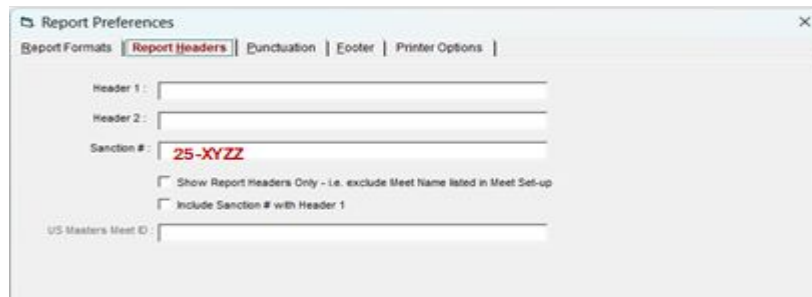 Report Preferences
Report Formats | Report Headers | Punctuation | Footer | Printer Options |
Header 1 :
Header 2 :
Sanction # : 25-XYZZ
Show Report Headers Only - i.e. exclude Meet Name listed in Meet Set-up
Include Sanction # with Header 1
US Masters Meet ID :